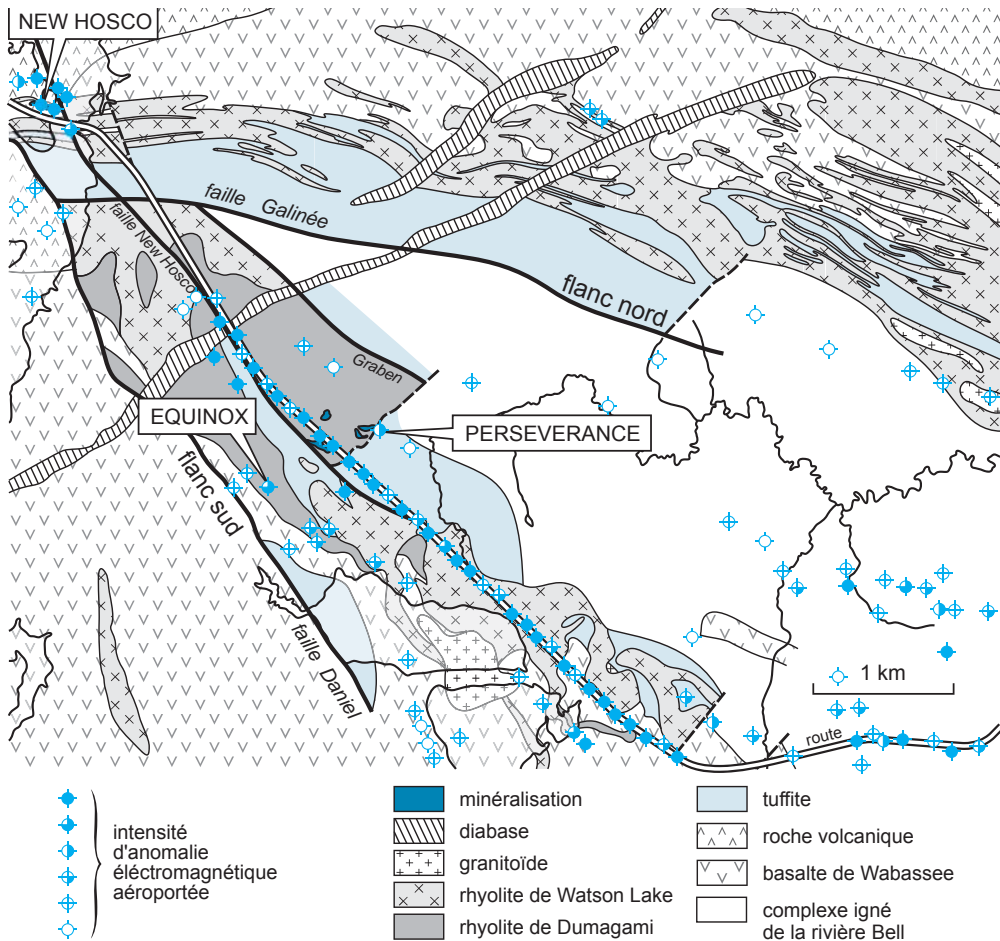 NEW HOSCO
faille Galinée
faille New Hosco
flanc nord
Graben
EQUINOX
PERSEVERANCE
flanc sud
faille Daniel
1 km
route
intensité
d'anomalie
éléctromagnétique
aéroportée
minéralisation
diabase
granitoïde
rhyolite de Watson Lake
rhyolite de Dumagami
tuffite
roche volcanique
basalte de Wabassee
complexe igné
de la rivière Bell